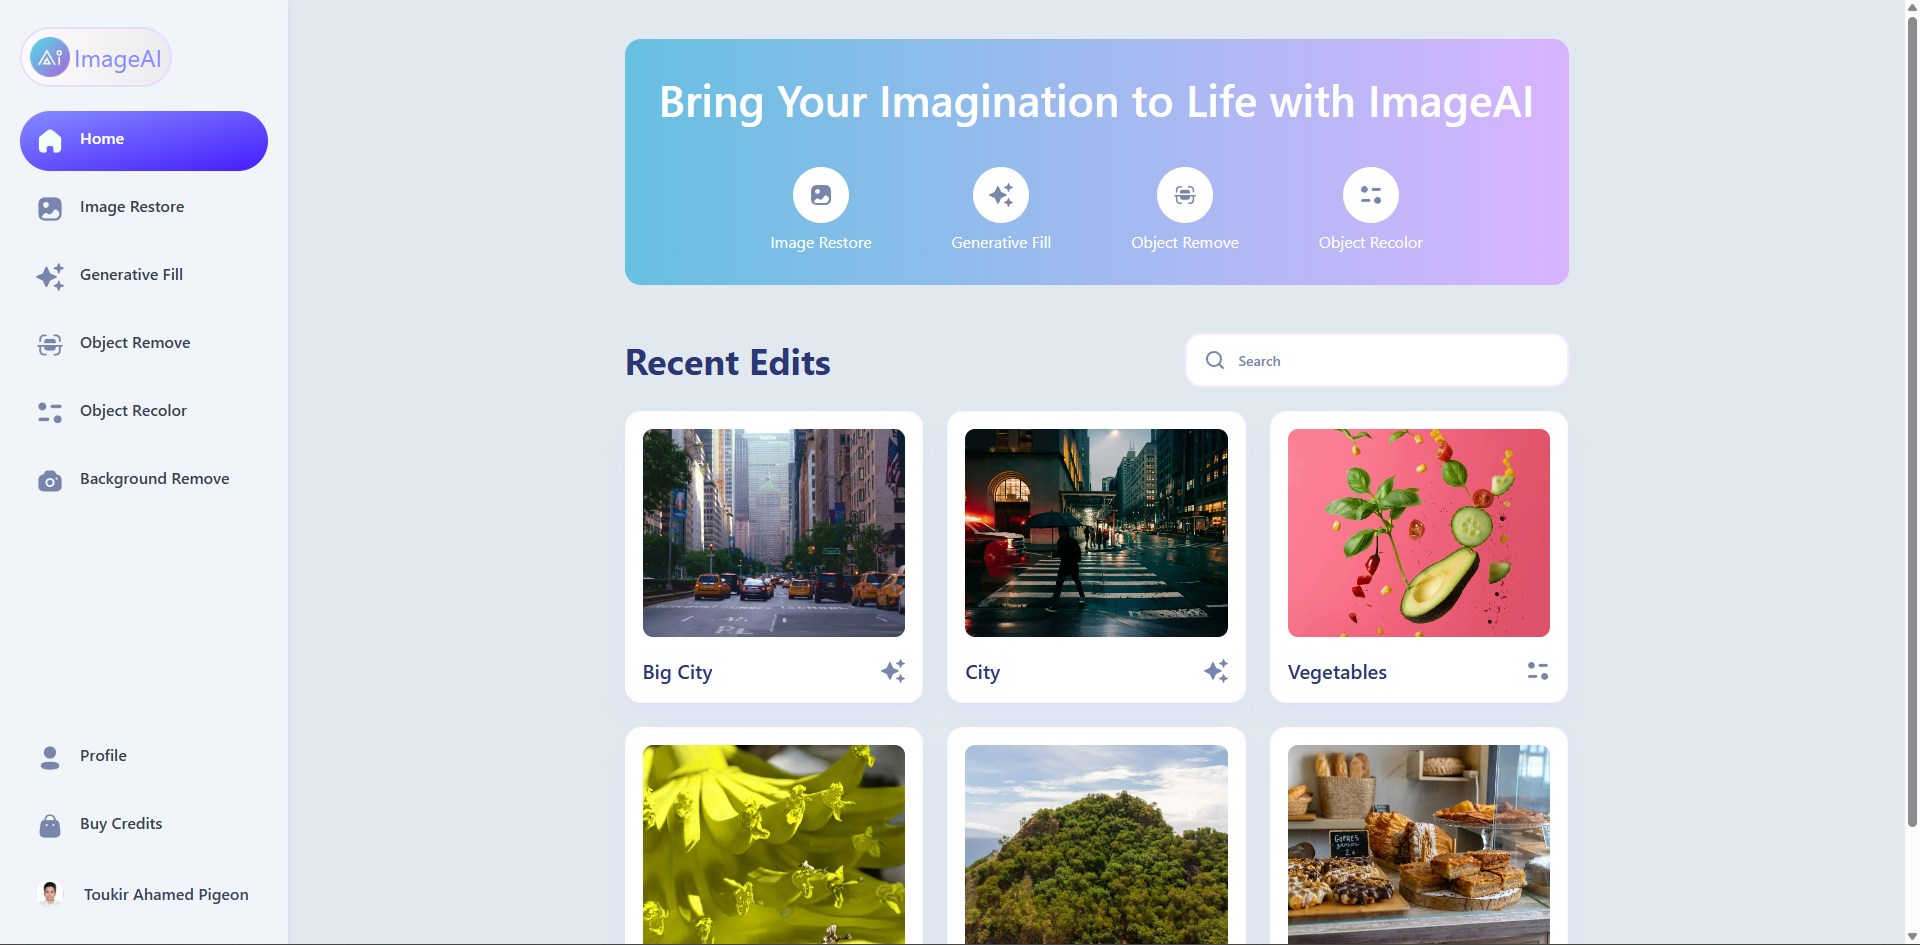 Ai ImageAI
Home
Image Restore
Generative Fill
Object Remove
Object Recolor
Background Remove
Profile
Buy Credits
Toukir Ahamed Pigeon
Bring Your Imagination to Life with ImageAI
Image Restore
Generative Fill
Object Remove
Object Recolor
Recent Edits
Search
Big City
City
Vegetables